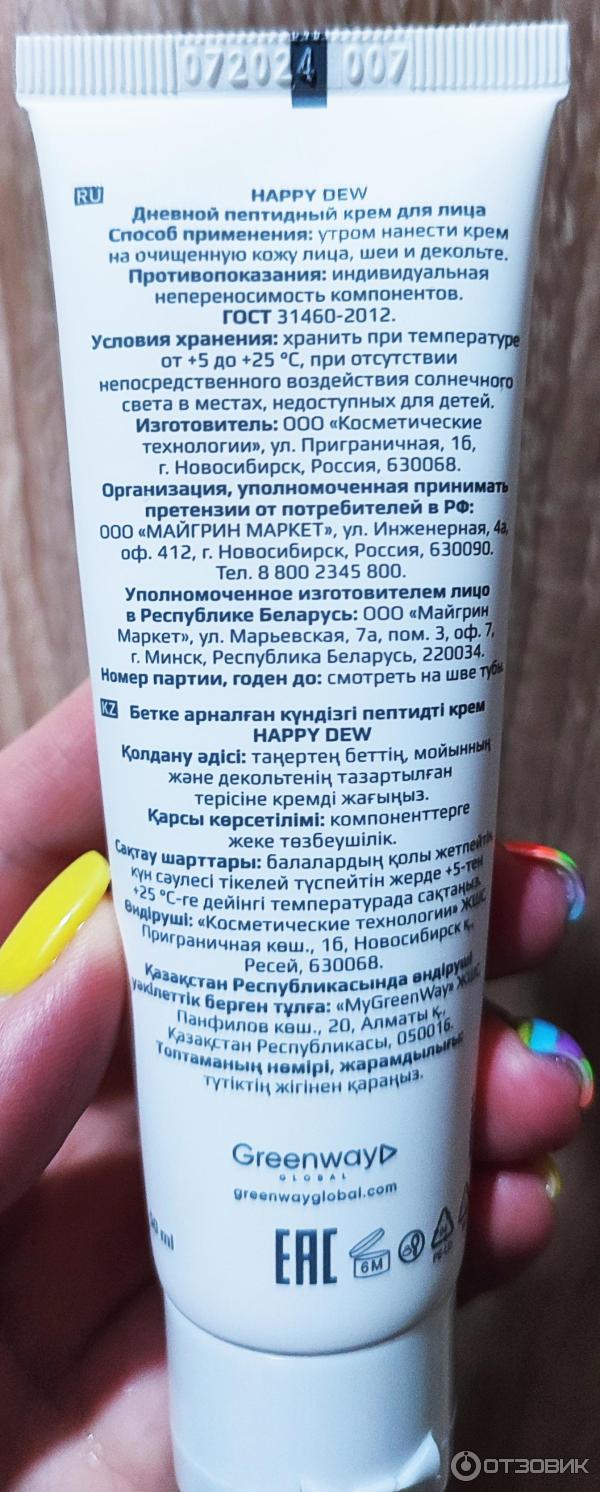 072024 007
RU
HAPPY DEW
Дневной пептидный крем для лица
Способ применения: утром нанести крем
на очищенную кожу лица, шеи и декольте.
Противопоказания: индивидуальная
непереносимость компонентов.
ГОСТ 31460-2012.
Условия хранения: хранить при температуре
от +5 до +25 °С, при отсутствии
непосредственного воздействия солнечного
света в местах, недоступных для детей.
Изготовитель: ООО «Косметические
технологии», ул. Приграничная, 1б,
г. Новосибирск, Россия, 630068.
Организация, уполномоченная принимать
претензии от потребителей в РФ:
ООО «МАЙГРИН МАРКЕТ», ул. Инженерная, 4а,
оф. 412, г. Новосибирск, Россия, 630090.
Тел. 8 800 2345 800.
Уполномоченное изготовителем лицо
в Республике Беларусь: ООО «Майгрин
Маркет», ул. Марьевская, 7а, пом. 3, оф. 7,
г. Минск, Республика Беларусь, 220034.
Номер партии, годен до: смотреть на шве тубы.
KZ Бетке арналған күндізгі пептидті крем
HAPPY DEW
Қолдану әдісі: таңертең беттің, мойынның
және декольтенің тазартылған
терісіне кремді жағыңыз.
Қарсы көрсетілімі: компоненттерге
жеке төзбеушілік.
Сақтау шарттары: балалардың қолы жетпейтін,
күн сәулесі тікелей түспейтін жерде +5-тен
+25 °С-ге дейінгі температурада сақтаңыз.
Өндіруші: «Косметические технологии» ЖШС,
Приграничная көш., 1б, Новосибирск қ.,
Ресей, 630068.
Қазақстан Республикасында өндіруші
уәкілеттік берген тұлға: «MyGreenWay» ЖШС,
Панфилов көш., 20, Алматы қ.,
Қазақстан Республикасы, 050016.
Топтаманың нөмірі, жарамдылығы:
түтіктің жігінен қараңыз.
Greenway
GLOBAL
greenwayglobal.com
50 ml
EAC
6M
ОТЗОВИК